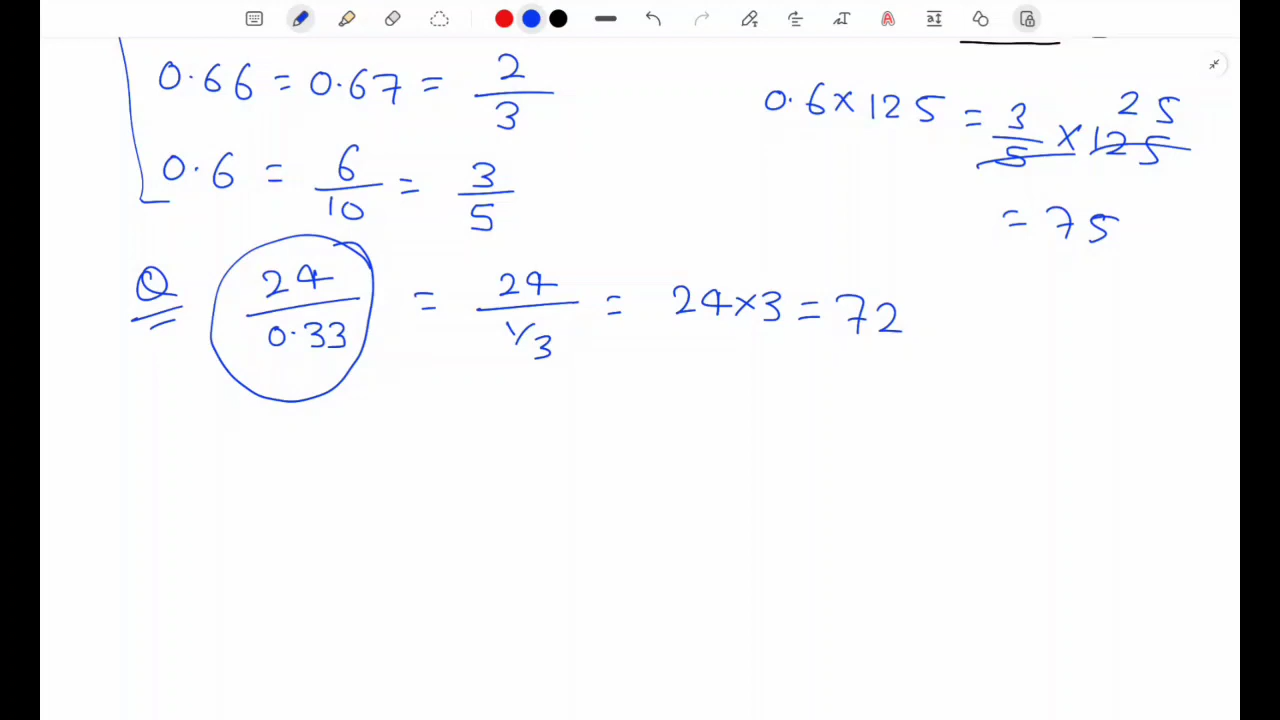 0.66 = 0.67 = 2/3
0.6 = 6/10 = 3/5
0.6 × 125 = 3/5 × 125 25
= 75
Q 24/0.33 = 24/1/3 = 24×3 = 72